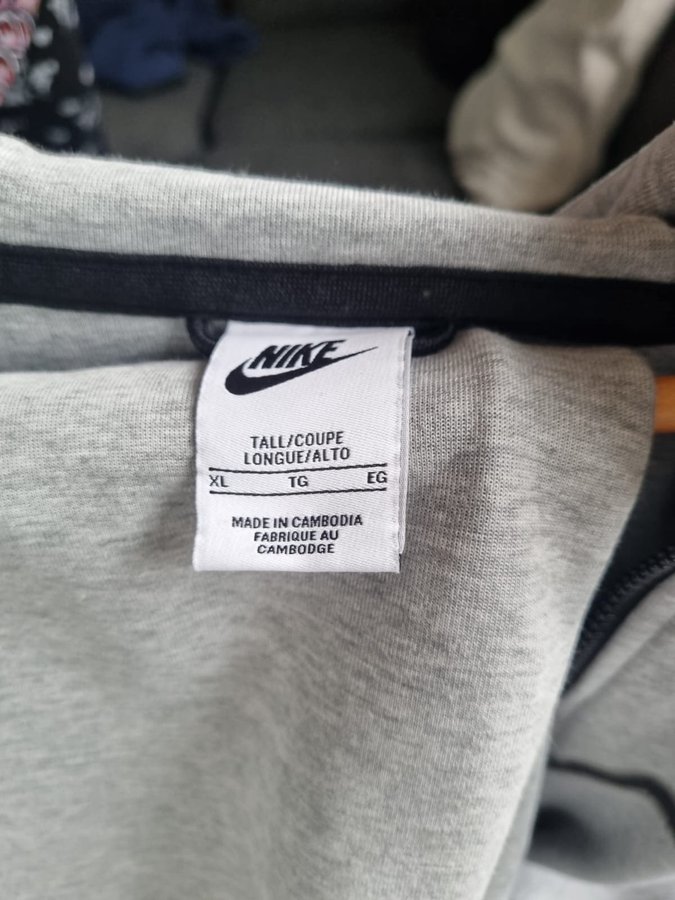 NIKE
TALL/COUPE
LONGUE/ALTO
XL TG EG
MADE IN CAMBODIA
FABRIQUE AU
CAMBODGE